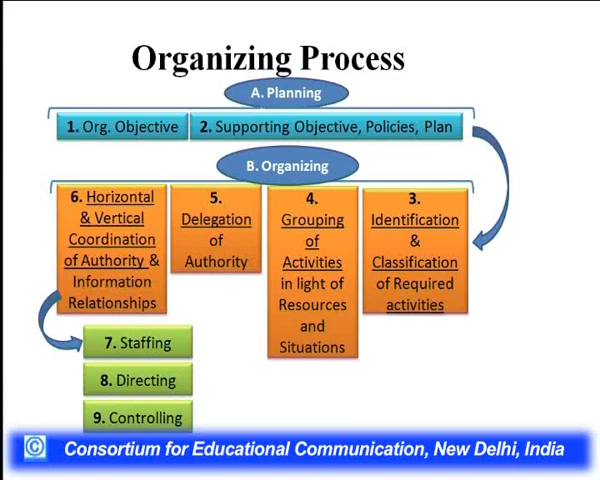 Organizing Process
A. Planning
1. Org. Objective
2. Supporting Objective, Policies, Plan
B. Organizing
6. Horizontal
& Vertical
Coordination
of Authority &
Information
Relationships
5.
Delegation
of
Authority
4.
Grouping
of
Activities
in light of
Resources
and
Situations
3.
Identification
&
Classification
of Required
activities
7. Staffing
8. Directing
9. Controlling
© Consortium for Educational Communication, New Delhi, India